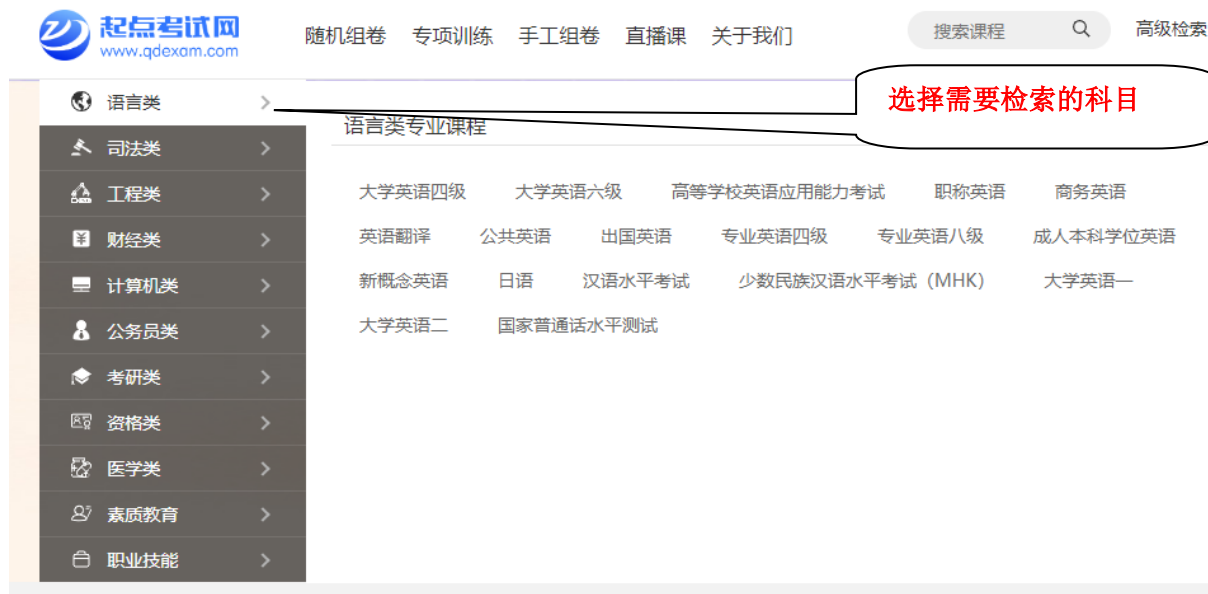 起点考试网
www.qdexam.com
随机组卷 专项训练 手工组卷 直播课 关于我们
搜索课程
高级检索
选择需要检索的科目
语言类
司法类
工程类
财经类
计算机类
公务员类
考研类
资格类
医学类
素质教育
职业技能
语言类专业课程
大学英语四级 大学英语六级 高等学校英语应用能力考试 职称英语 商务英语
英语翻译 公共英语 出国英语 专业英语四级 专业英语八级 成人本科学位英语
新概念英语 日语 汉语水平考试 少数民族汉语水平考试（MHK） 大学英语一
大学英语二 国家普通话水平测试